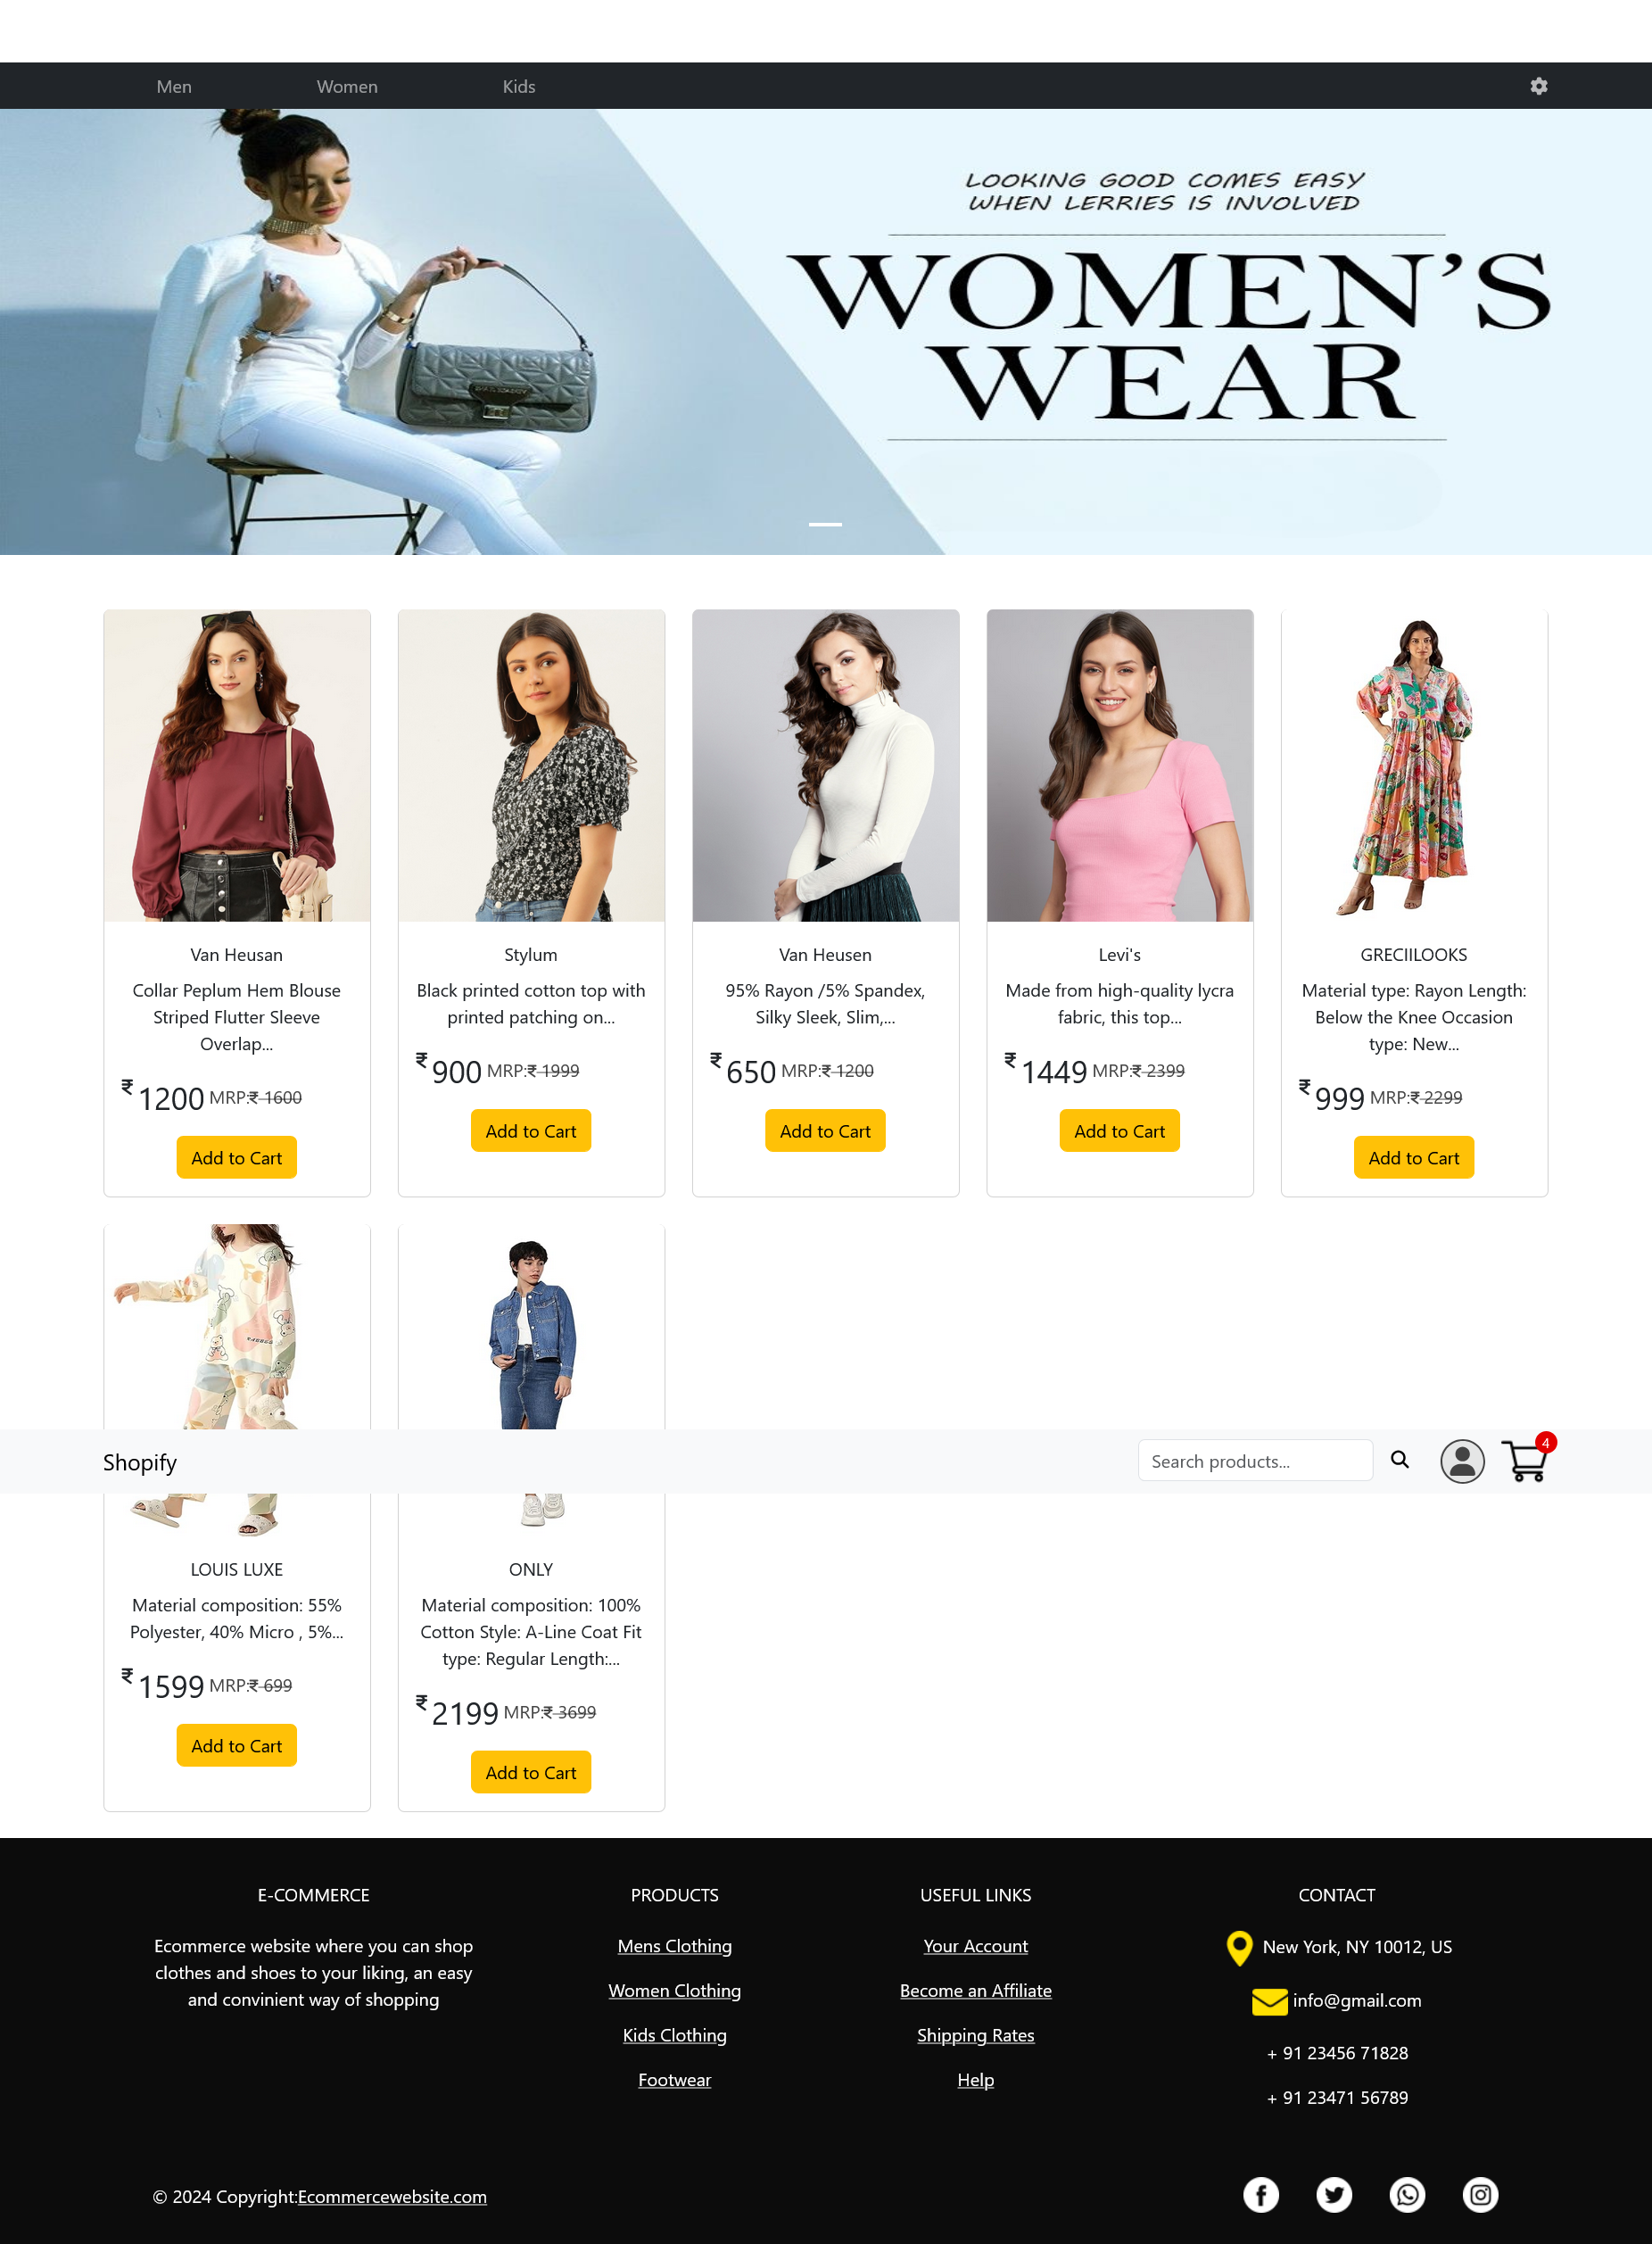 Men Women Kids
LOOKING GOOD COMES EASY
WHEN LERRIES IS INVOLVED
WOMEN'S
WEAR
Van Heusan
Collar Peplum Hem Blouse
Striped Flutter Sleeve
Overlap...
₹ 1200 MRP:₹ 1600
Add to Cart
Stylum
Black printed cotton top with
printed patching on...
₹ 900 MRP:₹ 1999
Add to Cart
Van Heusen
95% Rayon /5% Spandex,
Silky Sleek, Slim,...
₹ 650 MRP:₹ 1200
Add to Cart
Levi's
Made from high-quality lycra
fabric, this top...
₹ 1449 MRP:₹ 2399
Add to Cart
GRECIILOOKS
Material type: Rayon Length:
Below the Knee Occasion
type: New...
₹ 999 MRP:₹ 2299
Add to Cart
Shopify
Search products...
4
LOUIS LUXE
Material composition: 55%
Polyester, 40% Micro , 5%...
₹ 1599 MRP:₹ 699
Add to Cart
ONLY
Material composition: 100%
Cotton Style: A-Line Coat Fit
type: Regular Length:...
₹ 2199 MRP:₹ 3699
Add to Cart
E-COMMERCE
Ecommerce website where you can shop
clothes and shoes to your liking, an easy
and convinient way of shopping
PRODUCTS
Mens Clothing
Women Clothing
Kids Clothing
Footwear
USEFUL LINKS
Your Account
Become an Affiliate
Shipping Rates
Help
CONTACT
New York, NY 10012, US
info@gmail.com
+ 91 23456 71828
+ 91 23471 56789
© 2024 Copyright:Ecommercewebsite.com